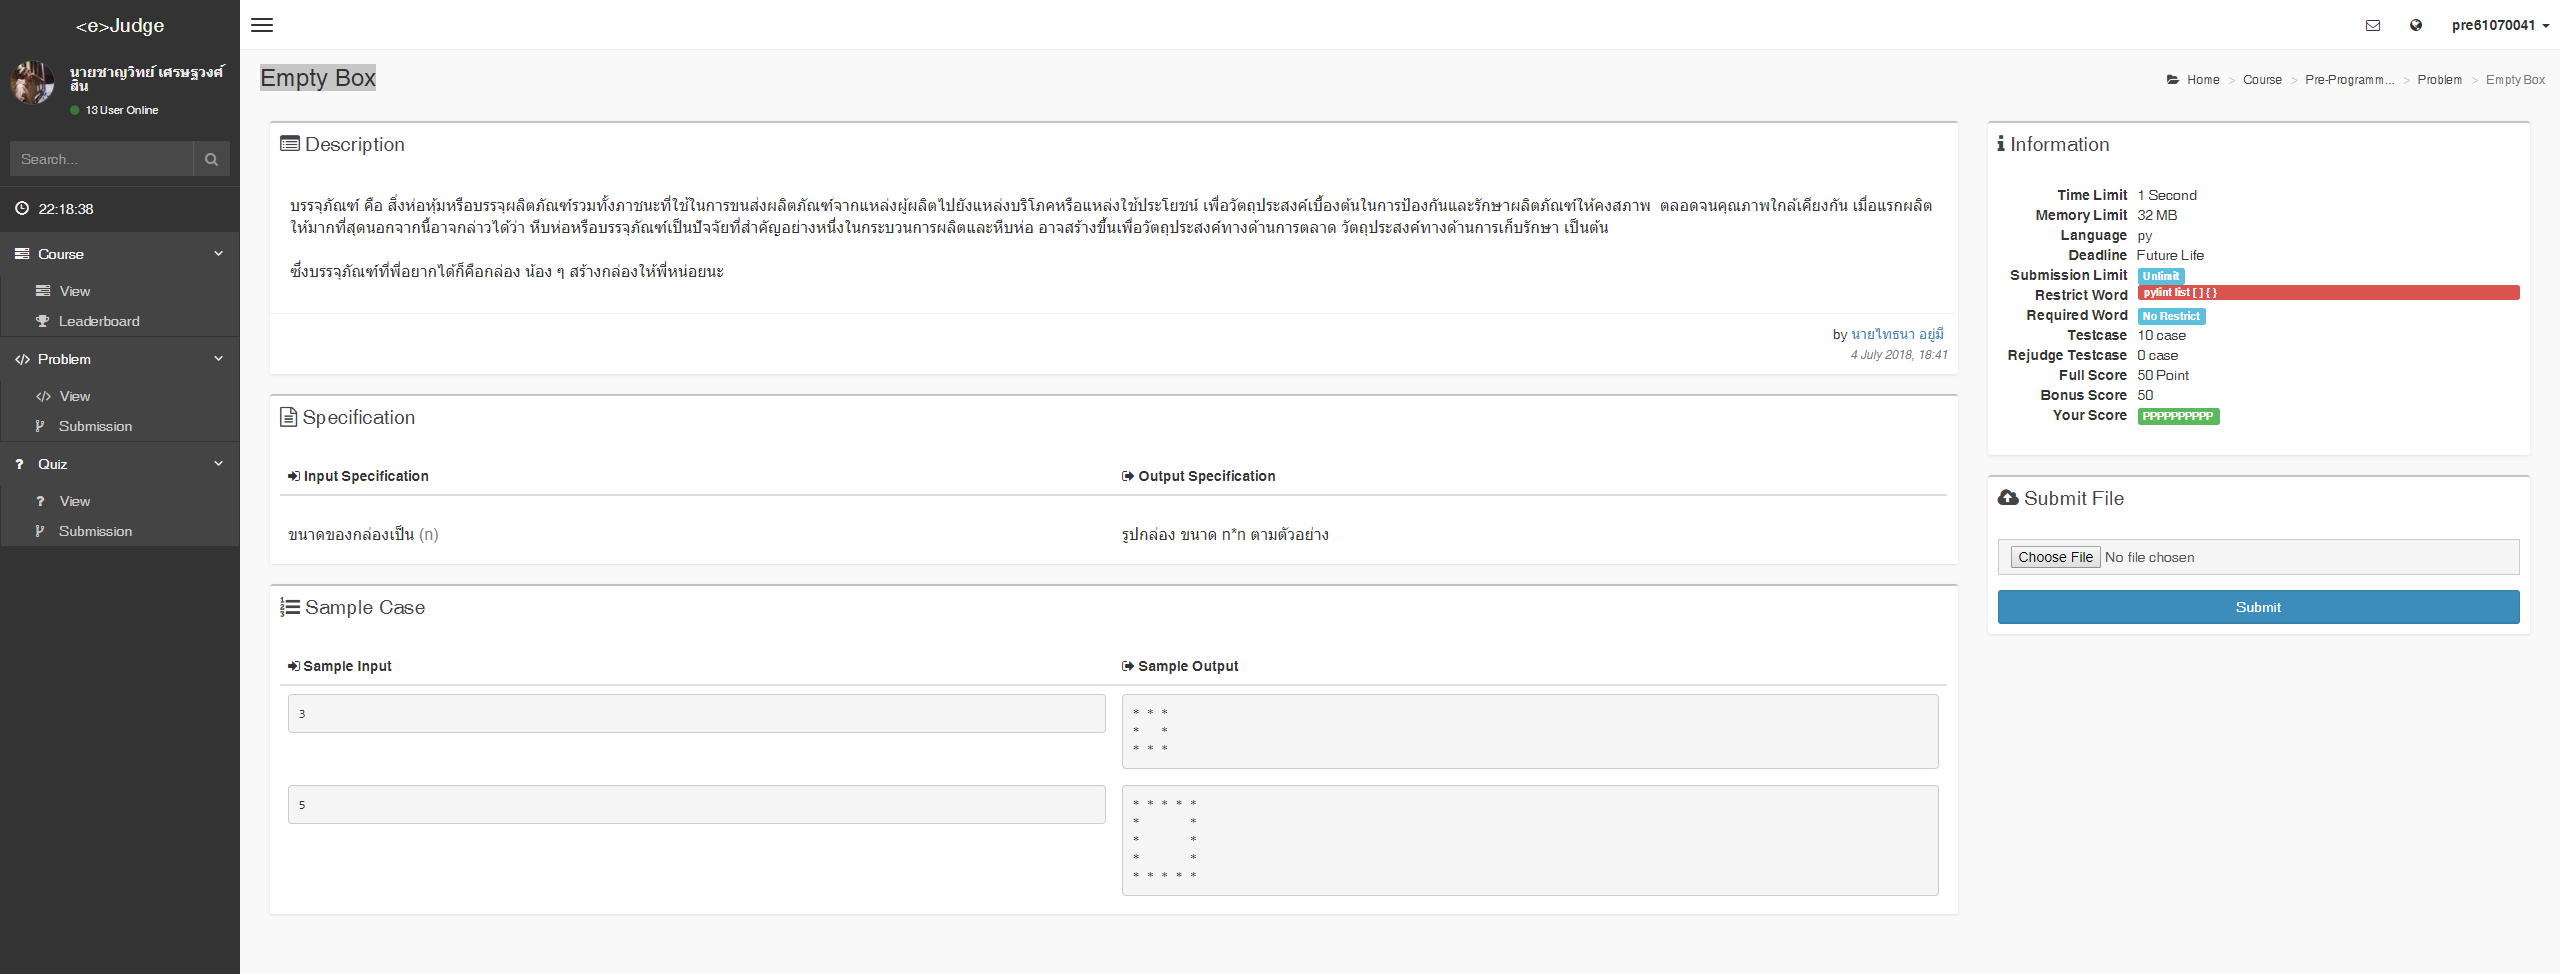 <e>Judge
pre61070041
นายชาญวิทย์ เศรษฐวงศ์
สิน
13 User Online
Search...
22:18:38
Course
View
Leaderboard
Problem
View
Submission
Quiz
View
Submission
Empty Box
Home > Course > Pre-Programm... > Problem > Empty Box
Description
บรรจุภัณฑ์ คือ สิ่งห่อหุ้มหรือบรรจุผลิตภัณฑ์รวมทั้งภาชนะที่ใช้ในการขนส่งผลิตภัณฑ์จากแหล่งผู้ผลิตไปยังแหล่งบริโภคหรือแหล่งใช้ประโยชน์ เพื่อวัตถุประสงค์เบื้องต้นในการป้องกันและรักษาผลิตภัณฑ์ให้คงสภาพ ตลอดจนคุณภาพใกล้เคียงกัน เมื่อแรกผลิต
ให้มากที่สุดนอกจากนี้อาจกล่าวได้ว่า หีบห่อหรือบรรจุภัณฑ์เป็นปัจจัยที่สำคัญอย่างหนึ่งในกระบวนการผลิตและหีบห่อ อาจสร้างขึ้นเพื่อวัตถุประสงค์ทางด้านการตลาด วัตถุประสงค์ทางด้านการเก็บรักษา เป็นต้น
ซึ่งบรรจุภัณฑ์ที่พี่อยากได้ก็คือกล่อง น้อง ๆ สร้างกล่องให้พี่หน่อยนะ
by นายไทธนา อยู่มี
4 July 2018, 18:41
Specification
Input Specification
Output Specification
ขนาดของกล่องเป็น (n)
รูปกล่อง ขนาด n*n ตามตัวอย่าง
Sample Case
Sample Input
Sample Output
3
* * *
*   *
* * *
5
* * * * *
*       *
*       *
*       *
* * * * *
Information
Time Limit 1 Second
Memory Limit 32 MB
Language py
Deadline Future Life
Submission Limit Unlimit
Restrict Word pylint list [ ] { }
Required Word No Restrict
Testcase 10 case
Rejudge Testcase 0 case
Full Score 50 Point
Bonus Score 50
Your Score PPPPPPPPPP
Submit File
Choose File No file chosen
Submit